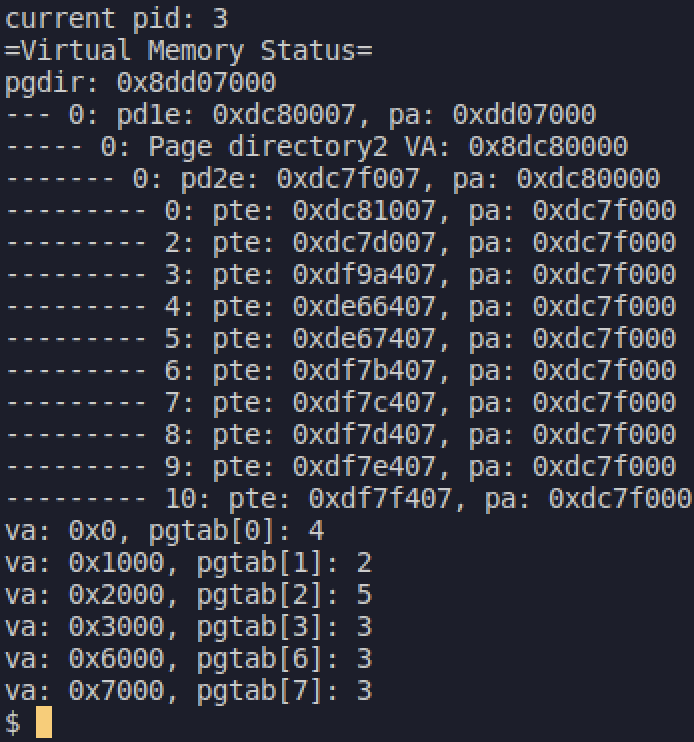 current pid: 3
=Virtual Memory Status=
pgdir: 0x8dd07000
--- 0: pd1e: 0xdc80007, pa: 0xdd07000
----- 0: Page directory2 VA: 0x8dc80000
------- 0: pd2e: 0xdc7f007, pa: 0xdc80000
--------- 0: pte: 0xdc81007, pa: 0xdc7f000
--------- 2: pte: 0xdc7d007, pa: 0xdc7f000
--------- 3: pte: 0xdf9a407, pa: 0xdc7f000
--------- 4: pte: 0xde66407, pa: 0xdc7f000
--------- 5: pte: 0xde67407, pa: 0xdc7f000
--------- 6: pte: 0xdf7b407, pa: 0xdc7f000
--------- 7: pte: 0xdf7c407, pa: 0xdc7f000
--------- 8: pte: 0xdf7d407, pa: 0xdc7f000
--------- 9: pte: 0xdf7e407, pa: 0xdc7f000
--------- 10: pte: 0xdf7f407, pa: 0xdc7f000
va: 0x0, pgtab[0]: 4
va: 0x1000, pgtab[1]: 2
va: 0x2000, pgtab[2]: 5
va: 0x3000, pgtab[3]: 3
va: 0x6000, pgtab[6]: 3
va: 0x7000, pgtab[7]: 3
$